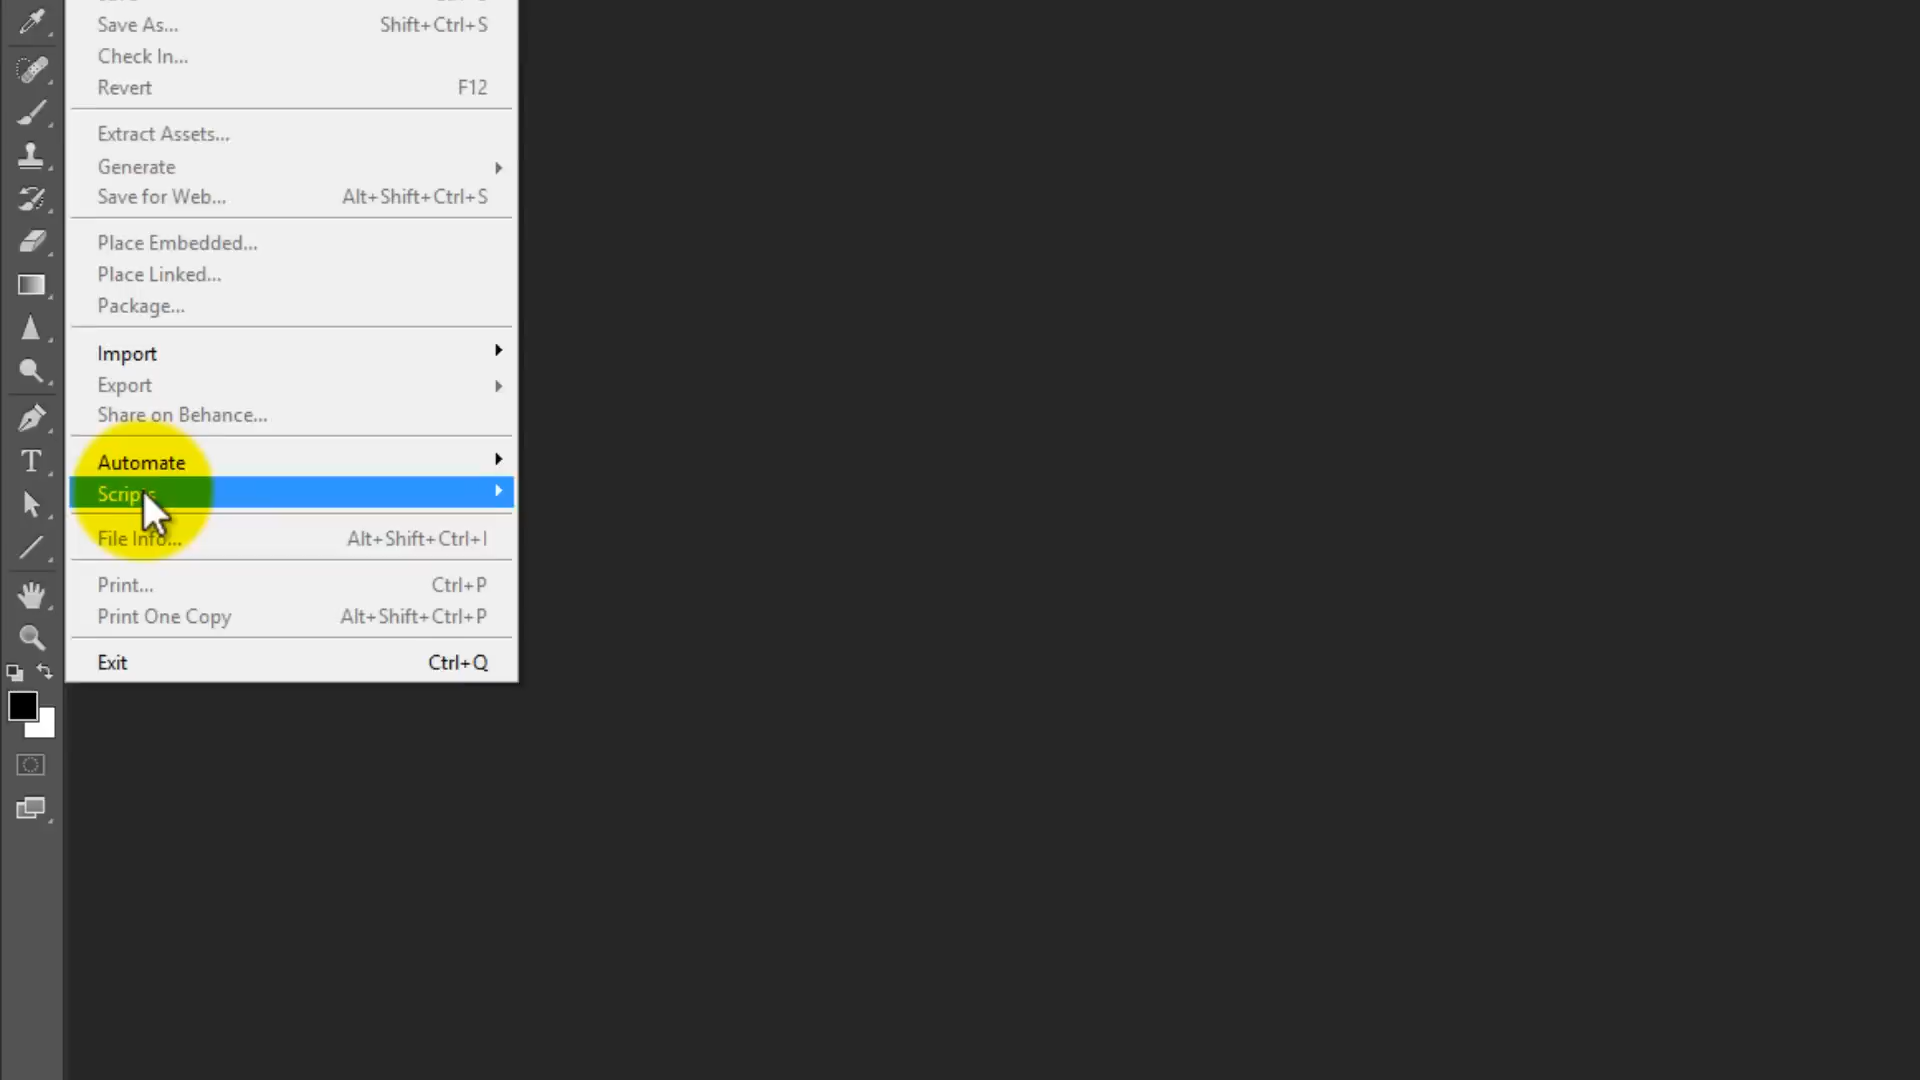 Save As... Shift+Ctrl+S
Check In...
Revert F12
Extract Assets...
Generate
Save for Web... Alt+Shift+Ctrl+S
Place Embedded...
Place Linked...
Package...
Import
Export
Share on Behance...
Automate
Scripts
File Info... Alt+Shift+Ctrl+I
Print... Ctrl+P
Print One Copy Alt+Shift+Ctrl+P
Exit Ctrl+Q